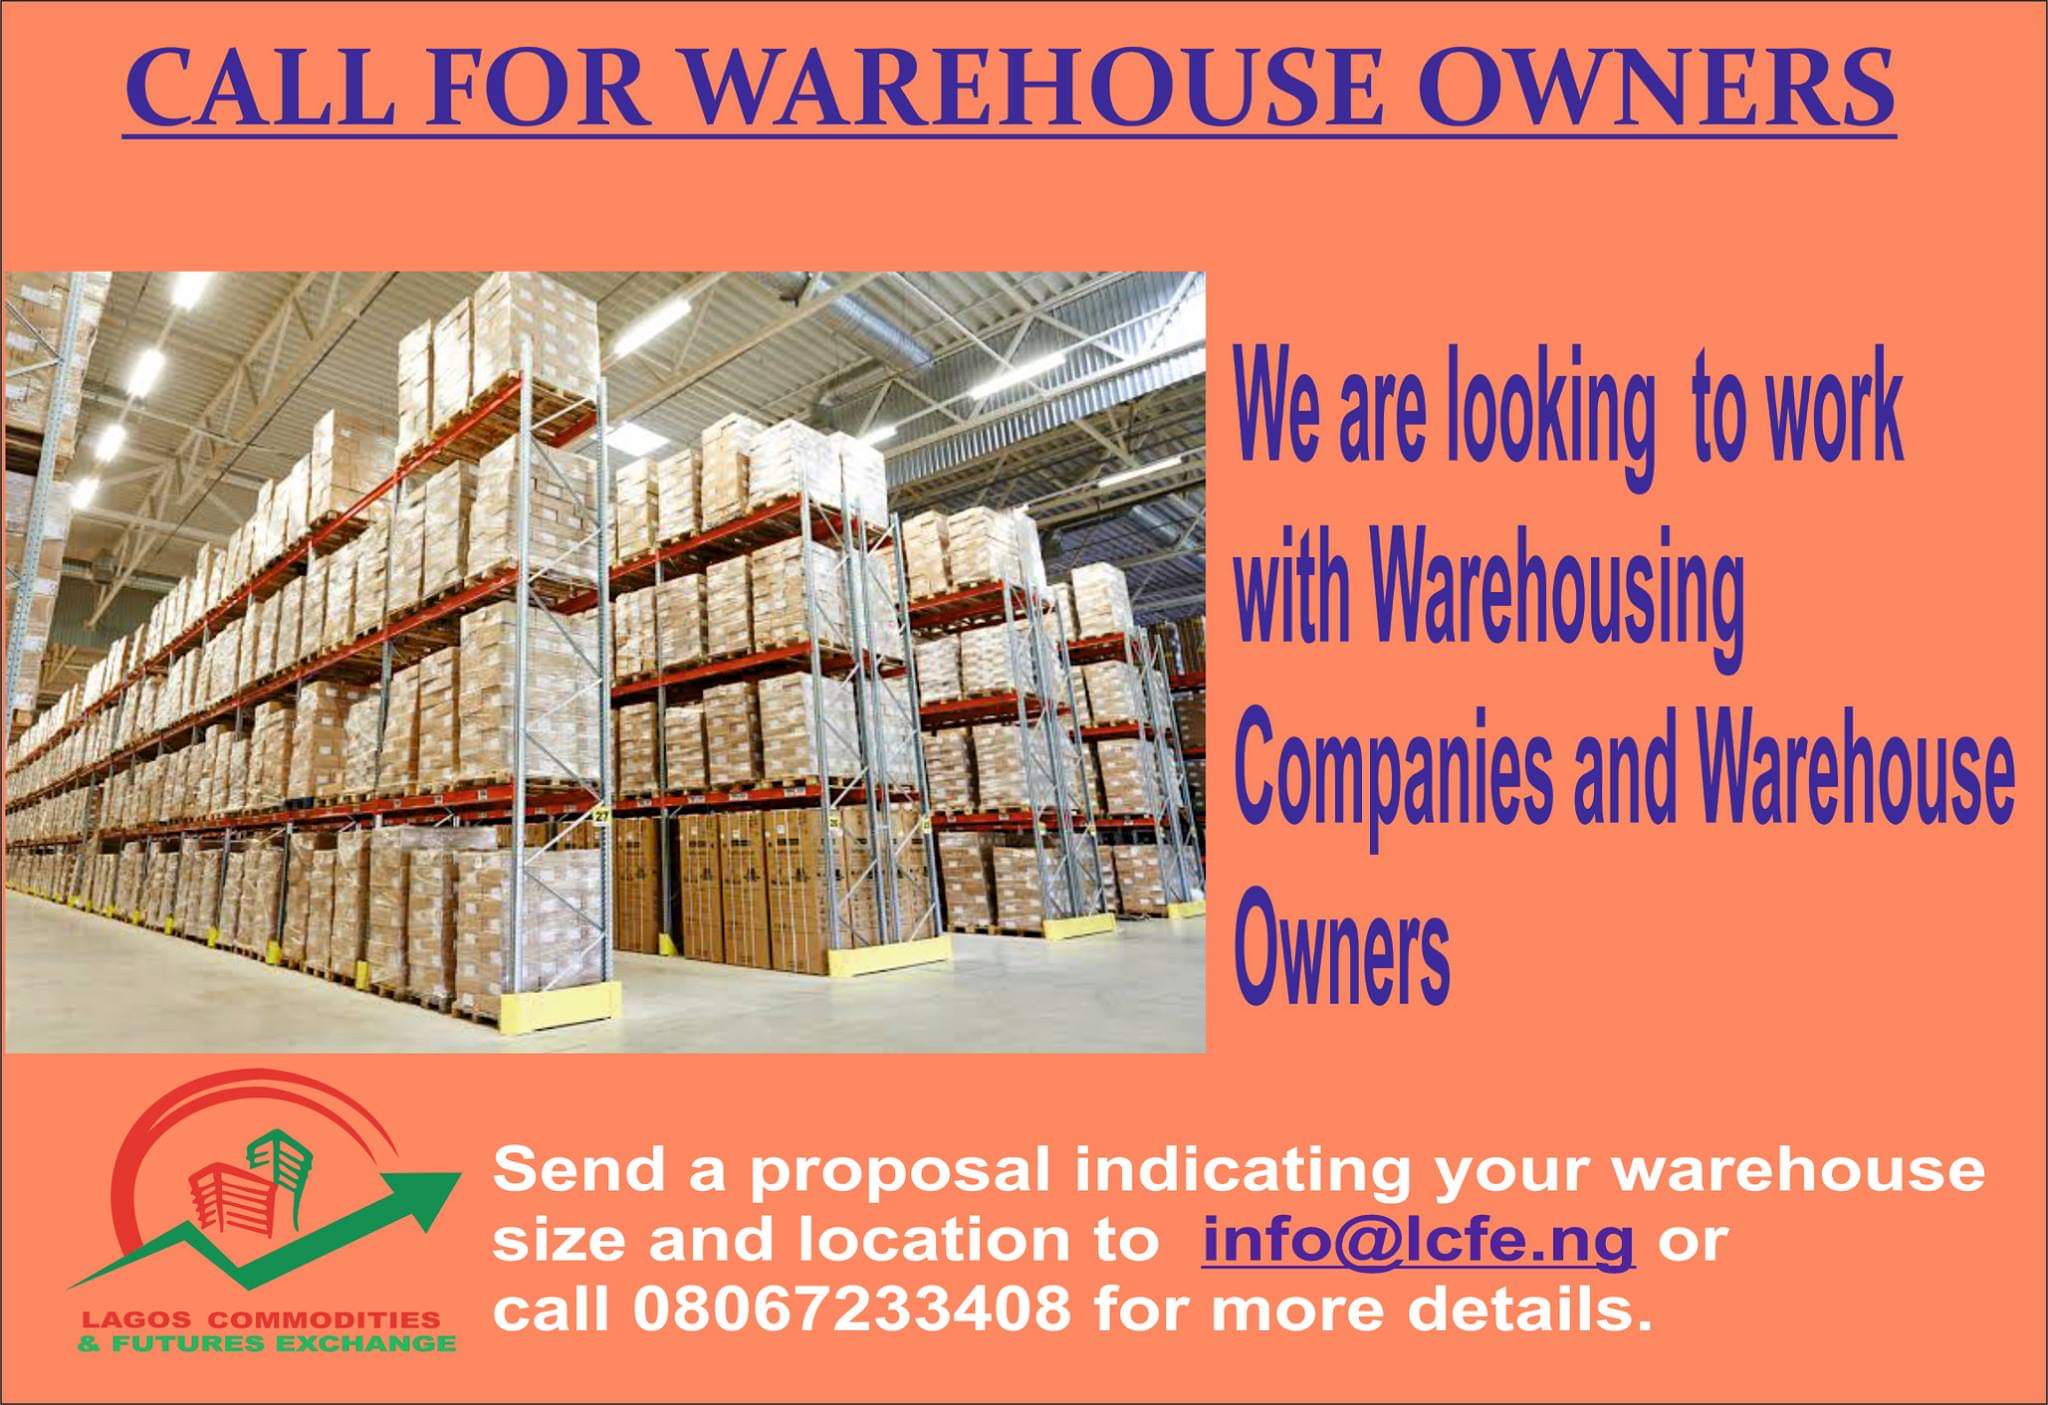 CALL FOR WAREHOUSE OWNERS
We are looking to work
with Warehousing
Companies and Warehouse
Owners
27
LAGOS COMMODITIES
& FUTURES EXCHANGE
Send a proposal indicating your warehouse
size and location to info@lcfe.ng or
call 08067233408 for more details.